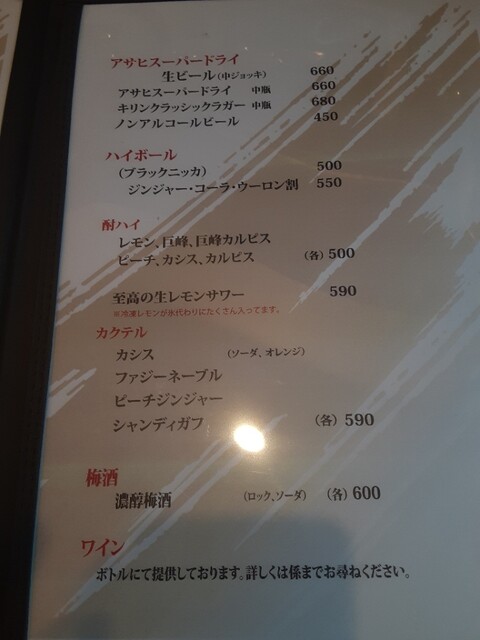 アサヒスーパードライ
生ビール(中ジョッキ) 660
アサヒスーパードライ 中瓶 660
キリンクラッシックラガー 中瓶 680
ノンアルコールビール 450
ハイボール
(ブラックニッカ) 500
ジンジャー・コーラ・ウーロン割 550
酎ハイ
レモン、巨峰、巨峰カルピス
ピーチ、カシス、カルピス (各) 500
至高の生レモンサワー 590
※冷凍レモンが氷代わりにたくさん入ってます。
カクテル
カシス (ソーダ、オレンジ)
ファジーネーブル
ピーチジンジャー
シャンディガフ (各) 590
梅酒
濃醇梅酒 (ロック、ソーダ) (各) 600
ワイン
ボトルにて提供しております。詳しくは係までお尋ねください。